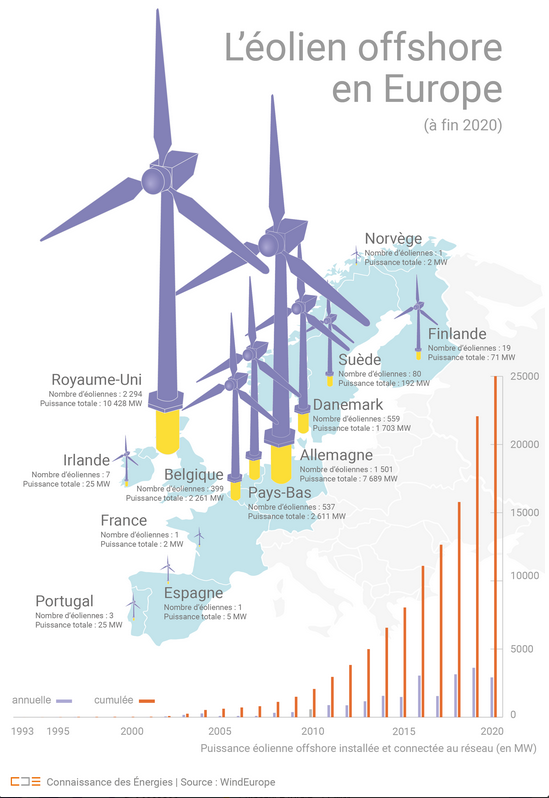 L'éolien offshore
en Europe
(à fin 2020)
Norvège
Nombre d'éoliennes : 1
Puissance totale : 2 MW
Finlande
Nombre d'éoliennes : 19
Puissance totale : 71 MW
Suède
Nombre d'éoliennes : 80
Puissance totale : 192 MW
Royaume-Uni
Nombre d'éoliennes : 2 294
Puissance totale : 10 428 MW
Danemark
Nombre d'éoliennes : 559
Puissance totale : 1 703 MW
Irlande
Nombre d'éoliennes : 7
Puissance totale : 25 MW
Allemagne
Nombre d'éoliennes : 1 501
Puissance totale : 7 689 MW
Belgique
Nombre d'éoliennes : 399
Puissance totale : 2 261 MW
Pays-Bas
Nombre d'éoliennes : 537
Puissance totale : 2 611 MW
France
Nombre d'éoliennes : 1
Puissance totale : 2 MW
Espagne
Nombre d'éoliennes : 1
Puissance totale : 5 MW
Portugal
Nombre d'éoliennes : 3
Puissance totale : 25 MW
25000
20000
15000
10000
5000
0
annuelle
cumulée
1993 1995 2000 2005 2010 2015 2020
Puissance éolienne offshore installée et connectée au réseau (en MW)
Connaissance des Énergies | Source : WindEurope